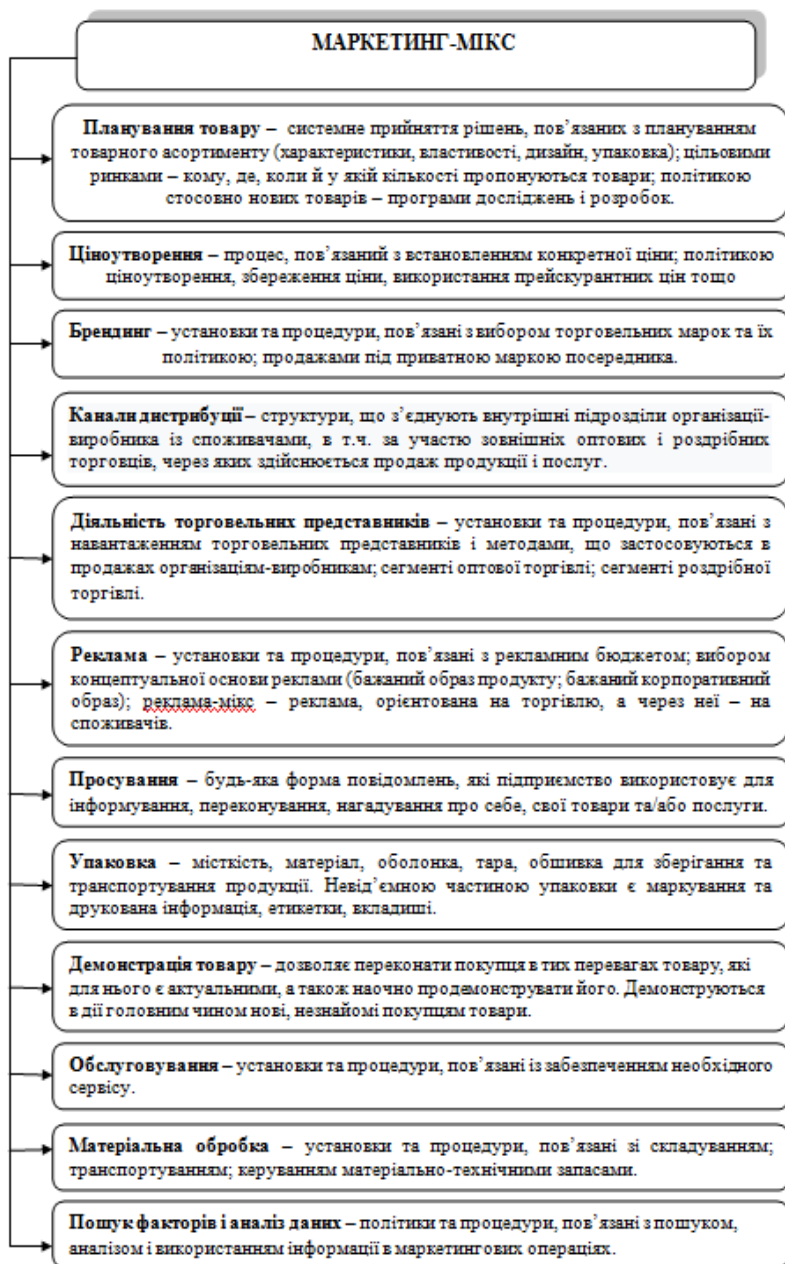 МАРКЕТИНГ-МІКС
Планування товару – системне прийняття рішень, пов’язаних з плануванням
товарного асортименту (характеристики, властивості, дизайн, упаковка); цільовими
ринками – кому, де, коли й у якій кількості пропонуються товари; політикою
стосовно нових товарів – програми досліджень і розробок.
Ціноутворення – процес, пов’язаний з встановленням конкретної ціни; політикою
ціноутворення, збереження ціни, використання прейскурантних цін тощо
Брендинг – установки та процедури, пов’язані з вибором торговельних марок та їх
політикою; продажами під приватною маркою посередника.
Канали дистрибуції – структури, що з’єднують внутрішні підрозділи організації-
виробника із споживачами, в т.ч. за участю зовнішніх оптових і роздрібних
торговців, через яких здійснюється продаж продукції і послуг.
Діяльність торговельних представників – установки та процедури, пов’язані з
навантаженням торговельних представників і методами, що застосовуються в
продажах організаціям-виробникам; сегменті оптової торгівлі; сегменті роздрібної
торгівлі.
Реклама – установки та процедури, пов’язані з рекламним бюджетом; вибором
концептуальної основи реклами (бажаний образ продукту; бажаний корпоративний
образ); реклама-мікс – реклама, орієнтована на торгівлю, а через неї – на
споживачів.
Просування – будь-яка форма повідомлень, які підприємство використовує для
інформування, переконування, нагадування про себе, свої товари та/або послуги.
Упаковка – місткість, матеріал, оболонка, тара, обшивка для зберігання та
транспортування продукції. Невід’ємною частиною упаковки є маркування та
друкована інформація, етикетки, вкладиші.
Демонстрація товару – дозволяє переконати покупця в тих перевагах товару, які
для нього є актуальними, а також наочно продемонструвати його. Демонструються
в дії головним чином нові, незнайомі покупцям товари.
Обслуговування – установки та процедури, пов’язані із забезпеченням необхідного
сервісу.
Матеріальна обробка – установки та процедури, пов’язані зі складуванням;
транспортуванням; керуванням матеріально-технічними запасами.
Пошук факторів і аналіз даних – політики та процедури, пов’язані з пошуком,
аналізом і використанням інформації в маркетингових операціях.